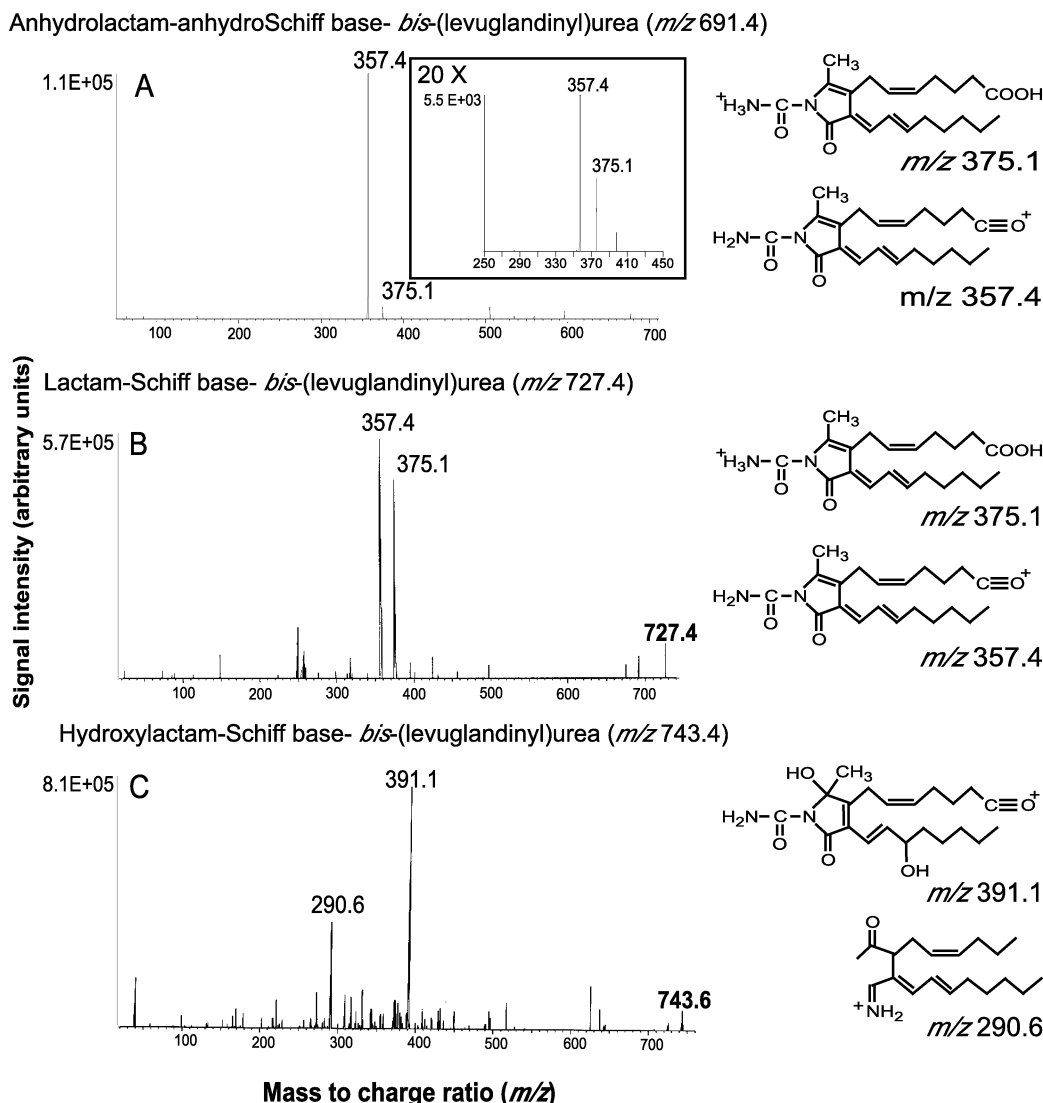 Anhydrolactam-anhydroSchiff base- bis-(levuglandinyl)urea (m/z 691.4)
1.1E+05
A
357.4
375.1
100 200 300 400 500 600 700
20 X
5.5 E+03
357.4
375.1
250 290 330 370 410 450
CH3
+H3N C N COOH
O
O
m/z 375.1
CH3
H2N C N C≡O+
O
O
m/z 357.4
Signal intensity (arbitrary units)
Lactam-Schiff base- bis-(levuglandinyl)urea (m/z 727.4)
5.7E+05
B
357.4
375.1
727.4
100 200 300 400 500 600 700
CH3
+H3N C N COOH
O
O
m/z 375.1
CH3
H2N C N C≡O+
O
O
m/z 357.4
Hydroxylactam-Schiff base- bis-(levuglandinyl)urea (m/z 743.4)
8.1E+05
C
391.1
290.6
743.6
100 200 300 400 500 600 700
HO CH3
H2N C N C≡O+
O
O
OH
m/z 391.1
O
+NH2
m/z 290.6
Mass to charge ratio (m/z)